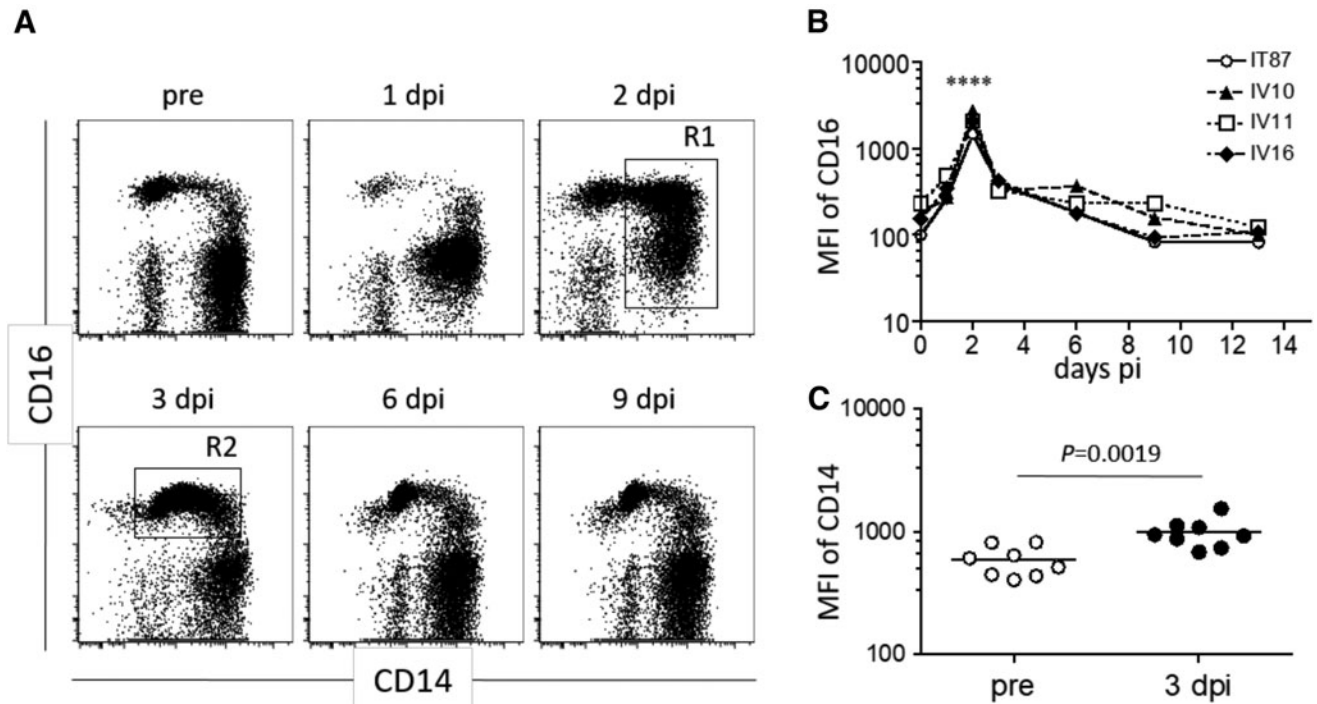 A
pre
1 dpi
2 dpi
R1
3 dpi
R2
6 dpi
9 dpi
CD16
CD14
B
10000
1000
100
10
MFI of CD16
****
IT87
IV10
IV11
IV16
0 2 4 6 8 10 12 14
days pi
C
10000
1000
100
MFI of CD14
P=0.0019
pre
3 dpi